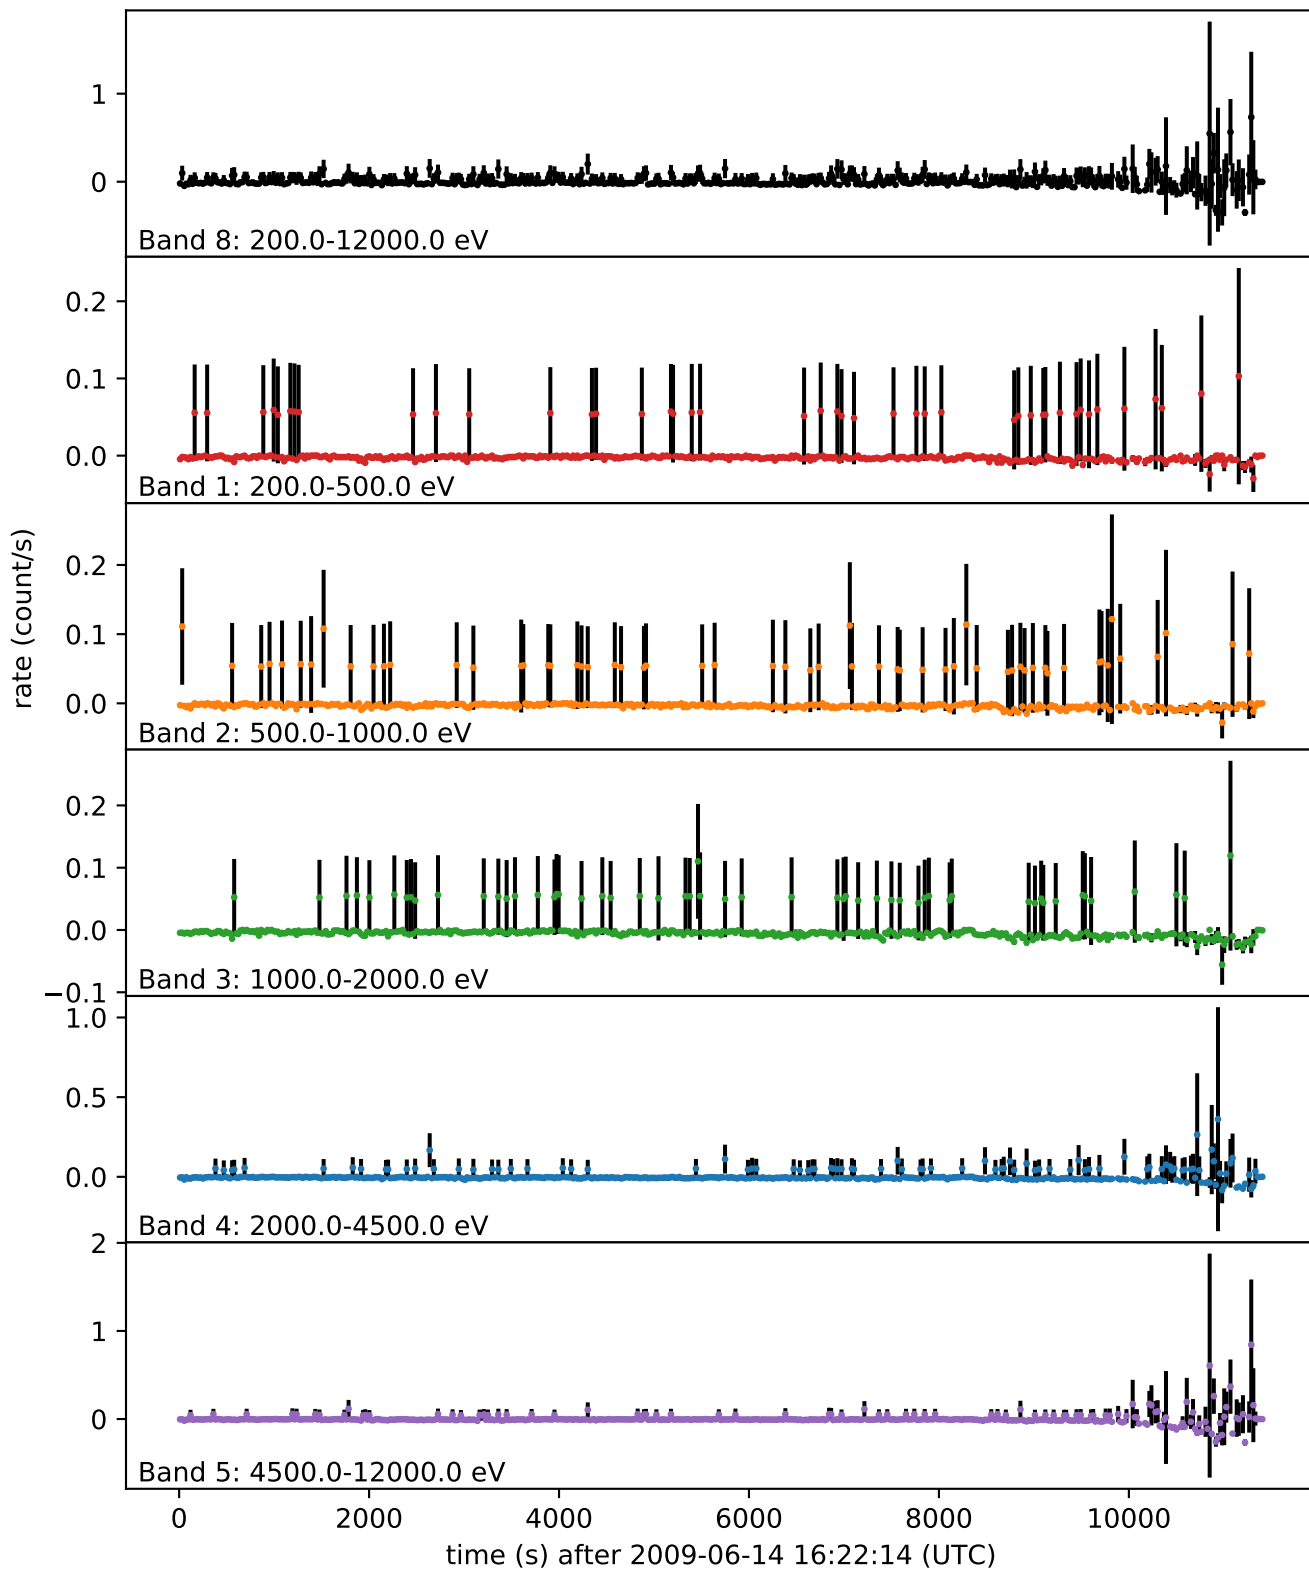 1
0
Band 8: 200.0-12000.0 eV
0.2
0.1
0.0
Band 1: 200.0-500.0 eV
0.2
0.1
0.0
Band 2: 500.0-1000.0 eV
rate (count/s)
0.2
0.1
0.0
−0.1
Band 3: 1000.0-2000.0 eV
1.0
0.5
0.0
Band 4: 2000.0-4500.0 eV
2
1
0
Band 5: 4500.0-12000.0 eV
0 2000 4000 6000 8000 10000
time (s) after 2009-06-14 16:22:14 (UTC)